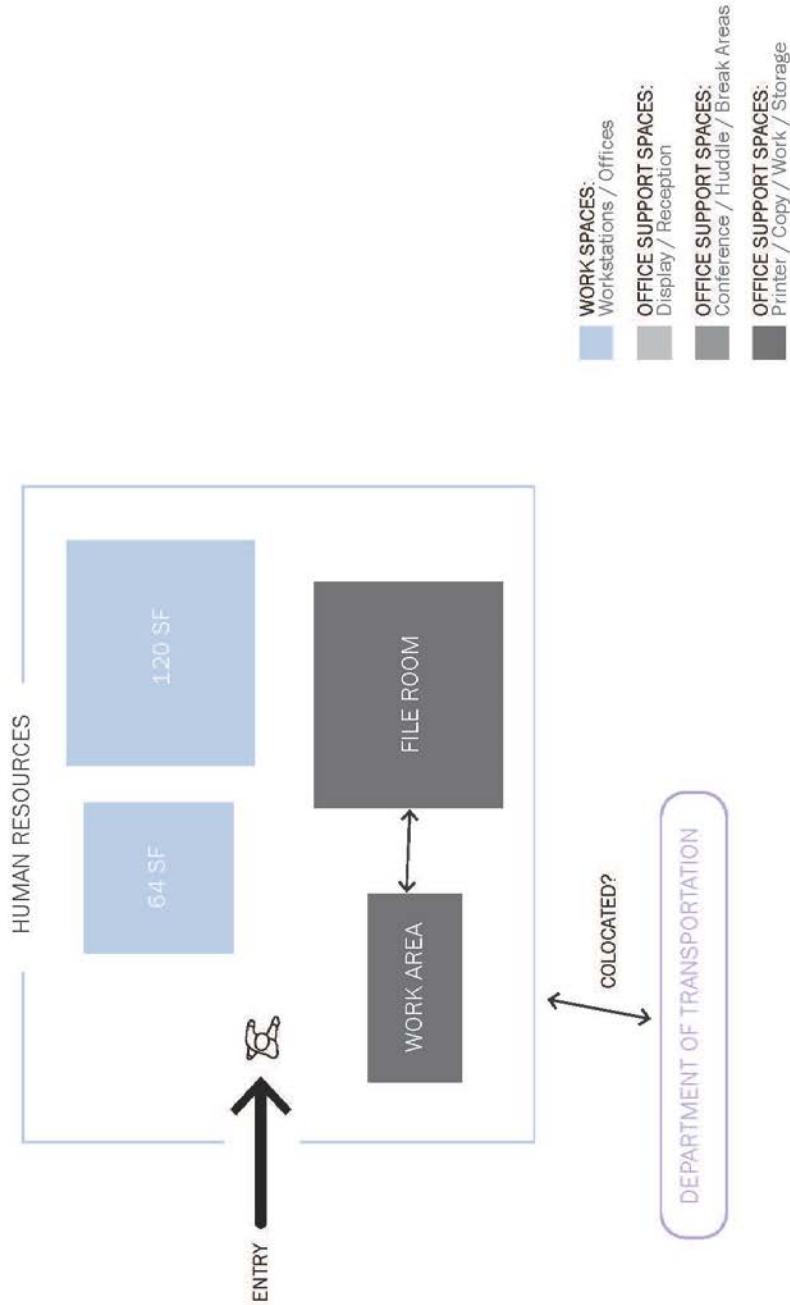 HUMAN RESOURCES
64 SF
120 SF
ENTRY
WORK AREA
FILE ROOM
COLOCATED?
DEPARTMENT OF TRANSPORTATION
WORK SPACES:
Workstations / Offices
OFFICE SUPPORT SPACES:
Display / Reception
OFFICE SUPPORT SPACES:
Conference / Huddle / Break Areas
OFFICE SUPPORT SPACES:
Printer / Copy / Work / Storage